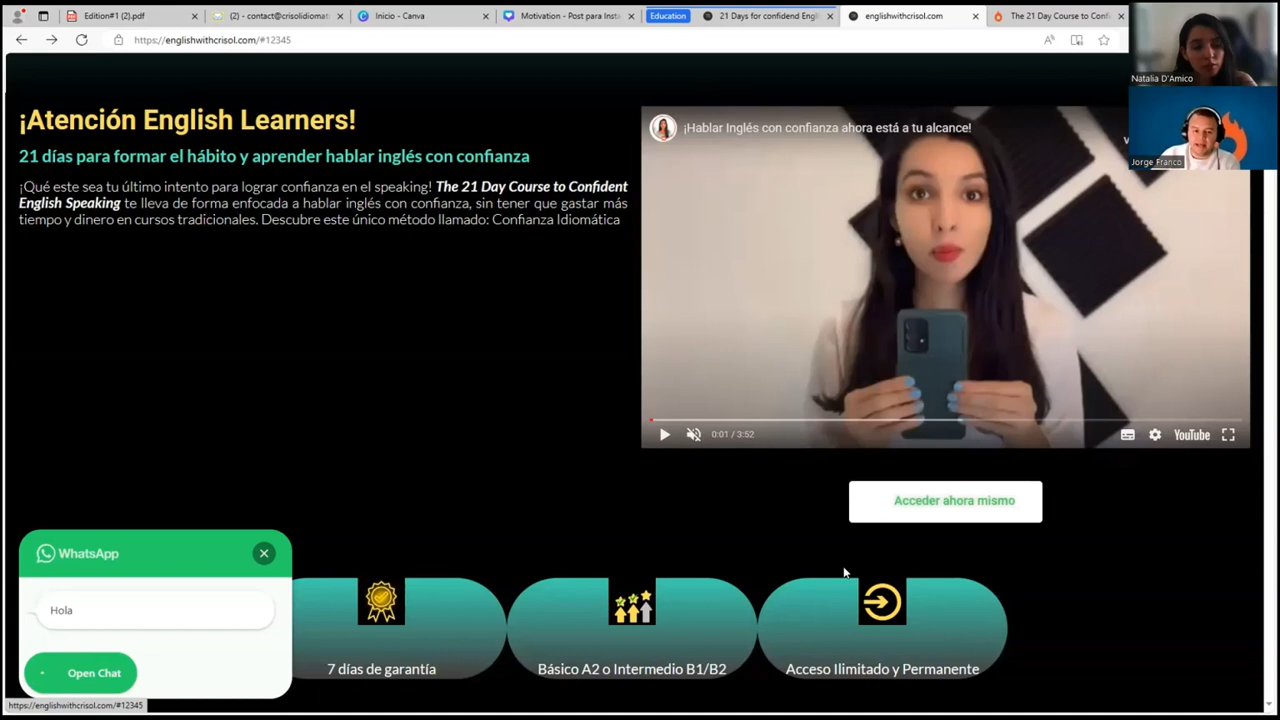 Edition#1 (2).pdf
(2) - contact@crisolidiomat
Inicio - Canva
Motivation - Post para Insta
Education
21 Days for confidend Engli
englishwithcrisol.com
The 21 Day Course to Confi
https://englishwithcrisol.com/#12345
Natalia D'Amico
Jorge Franco
¡Atención English Learners!
21 días para formar el hábito y aprender hablar inglés con confianza
¡Qué este sea tu último intento para lograr confianza en el speaking! The 21 Day Course to Confident
English Speaking te lleva de forma enfocada a hablar inglés con confianza, sin tener que gastar más
tiempo y dinero en cursos tradicionales. Descubre este único método llamado: Confianza Idiomática
¡Hablar Inglés con confianza ahora está a tu alcance!
0:01 / 3:52
YouTube
Acceder ahora mismo
WhatsApp
Hola
Open Chat
7 días de garantía
Básico A2 o Intermedio B1/B2
Acceso Ilimitado y Permanente
https://englishwithcrisol.com/#12345